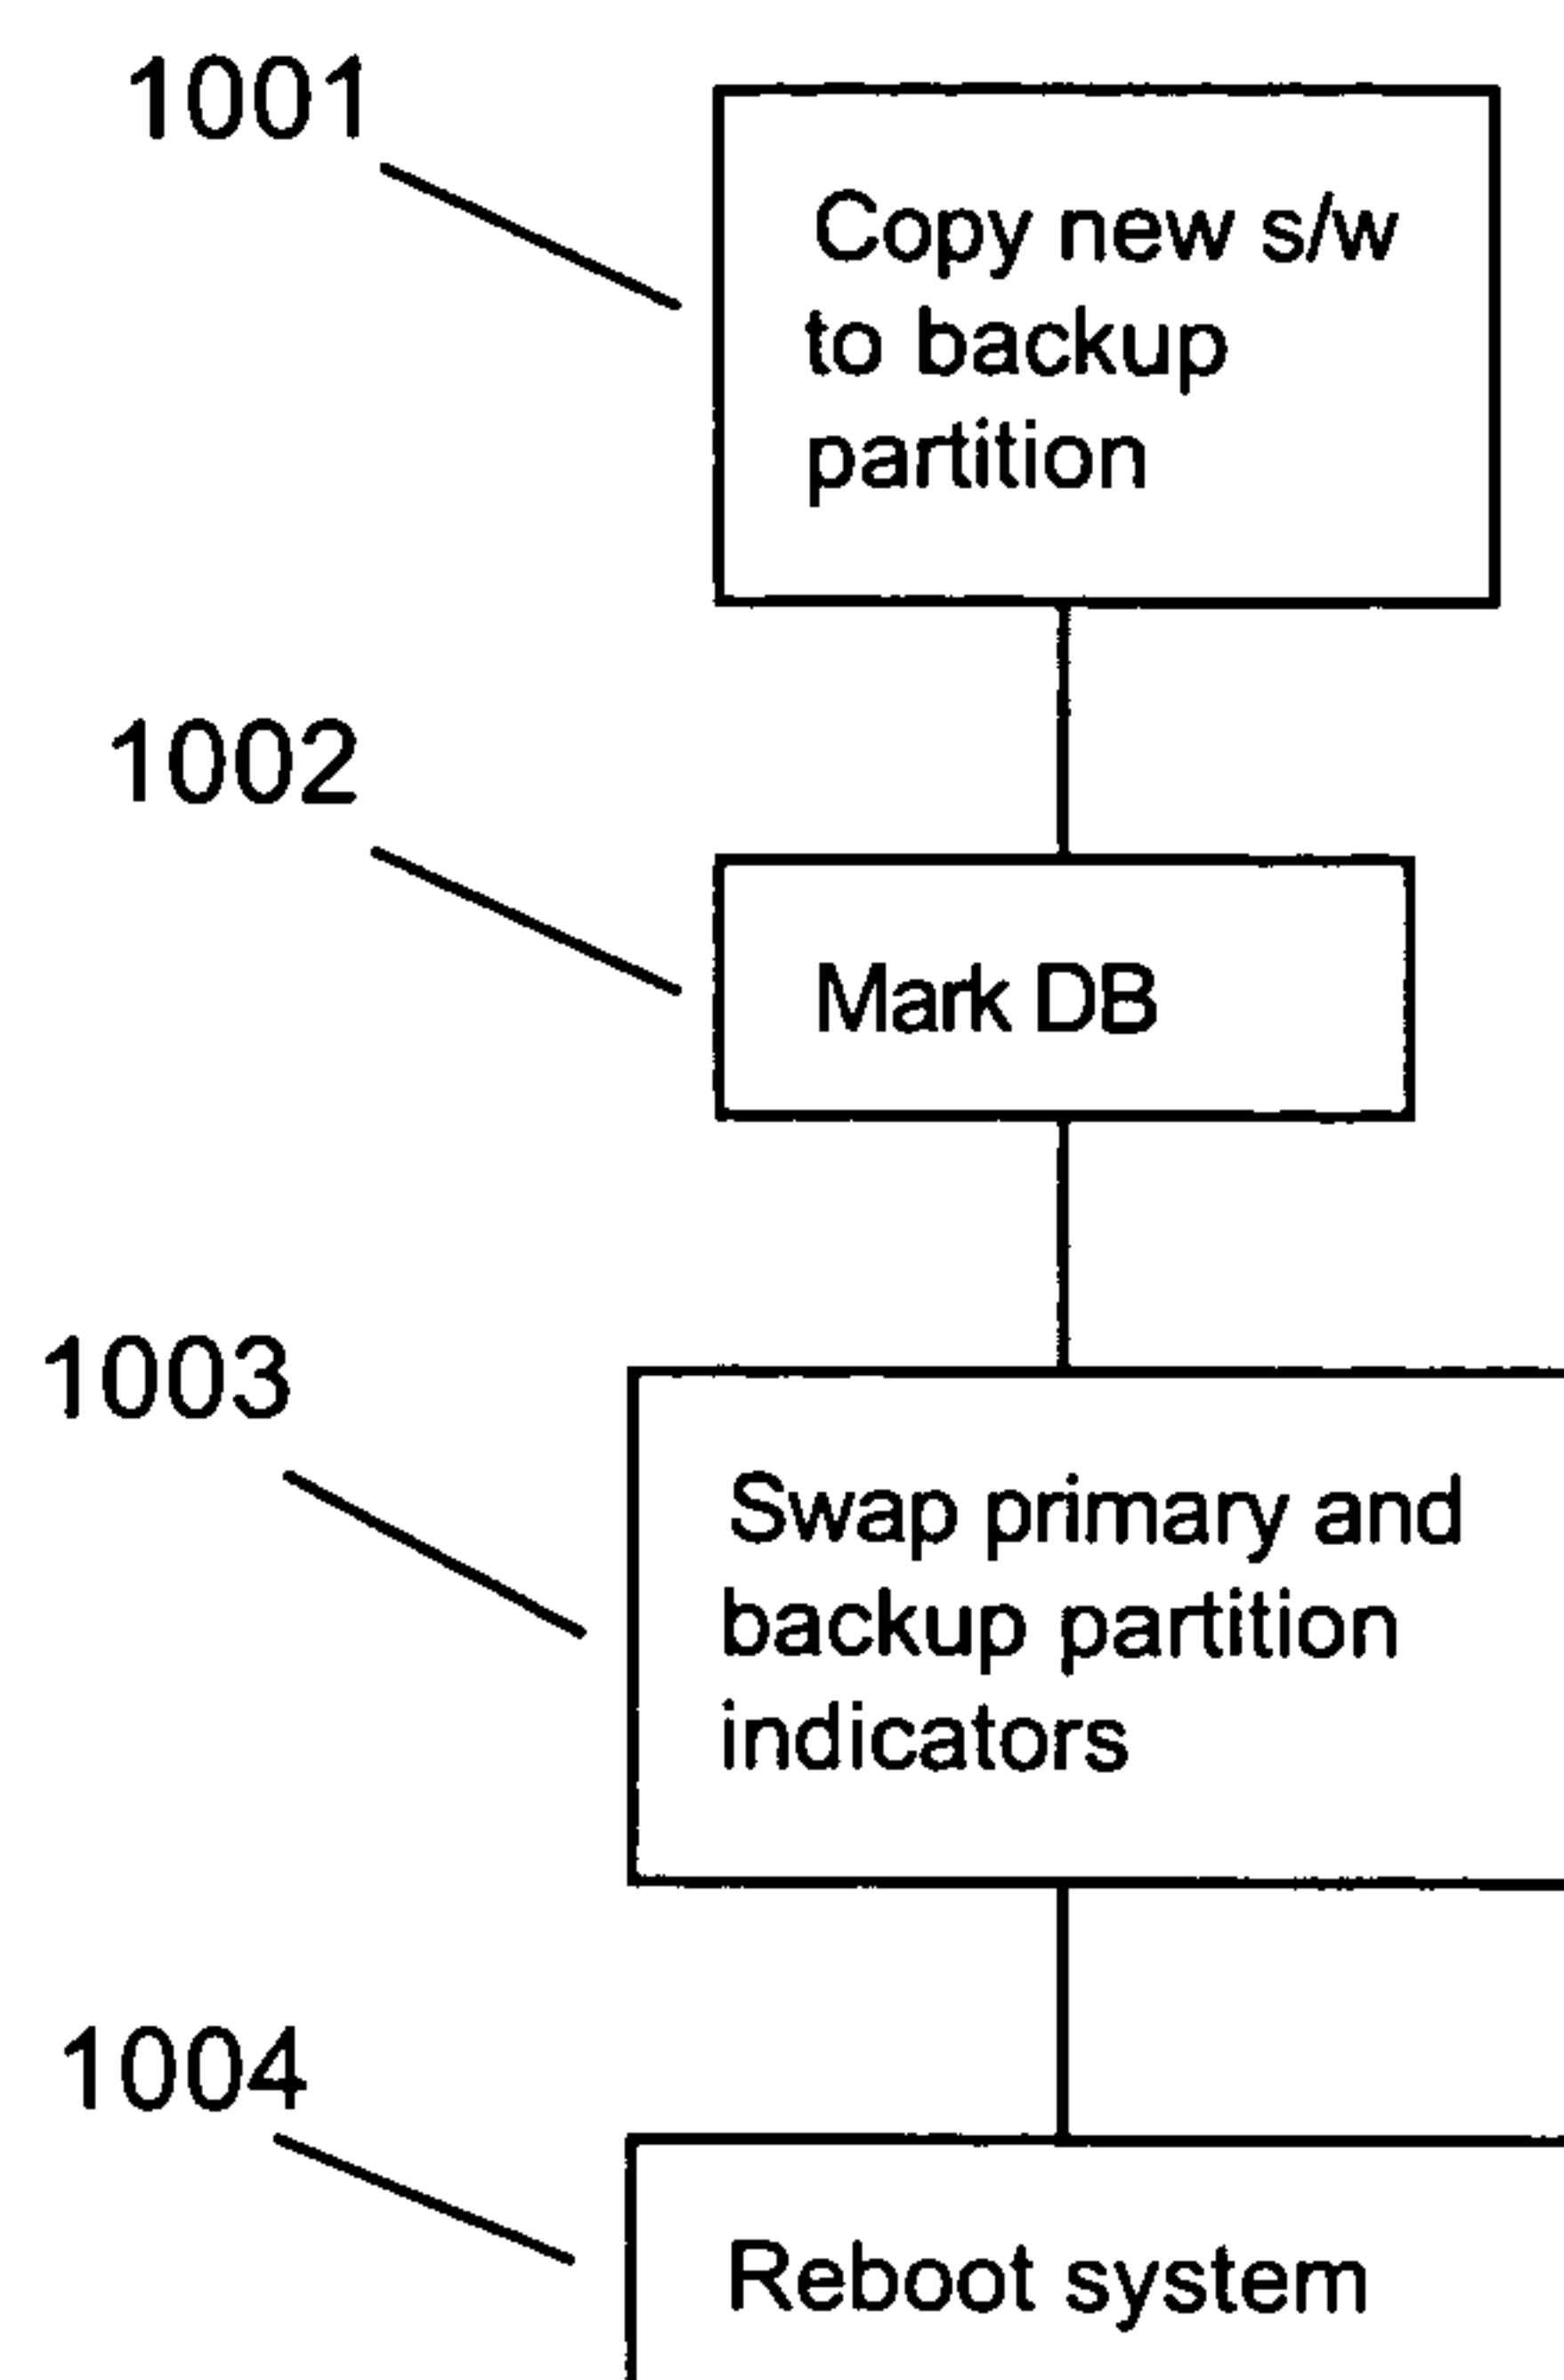 1001
Copy new s/w
to backup
partition
1002
Mark DB
1003
Swap primary and
backup partition
indicators
1004
Reboot system